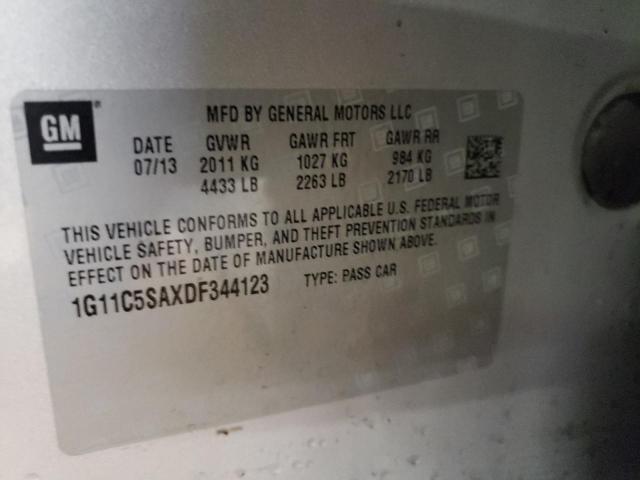 GM
MFD BY GENERAL MOTORS LLC
DATE GVWR GAWR FRT GAWR RR
07/13 2011 KG 1027 KG 984 KG
4433 LB 2263 LB 2170 LB
THIS VEHICLE CONFORMS TO ALL APPLICABLE U.S. FEDERAL MOTOR
VEHICLE SAFETY, BUMPER, AND THEFT PREVENTION STANDARDS IN
EFFECT ON THE DATE OF MANUFACTURE SHOWN ABOVE.
1G11C5SAXDF344123 TYPE: PASS CAR